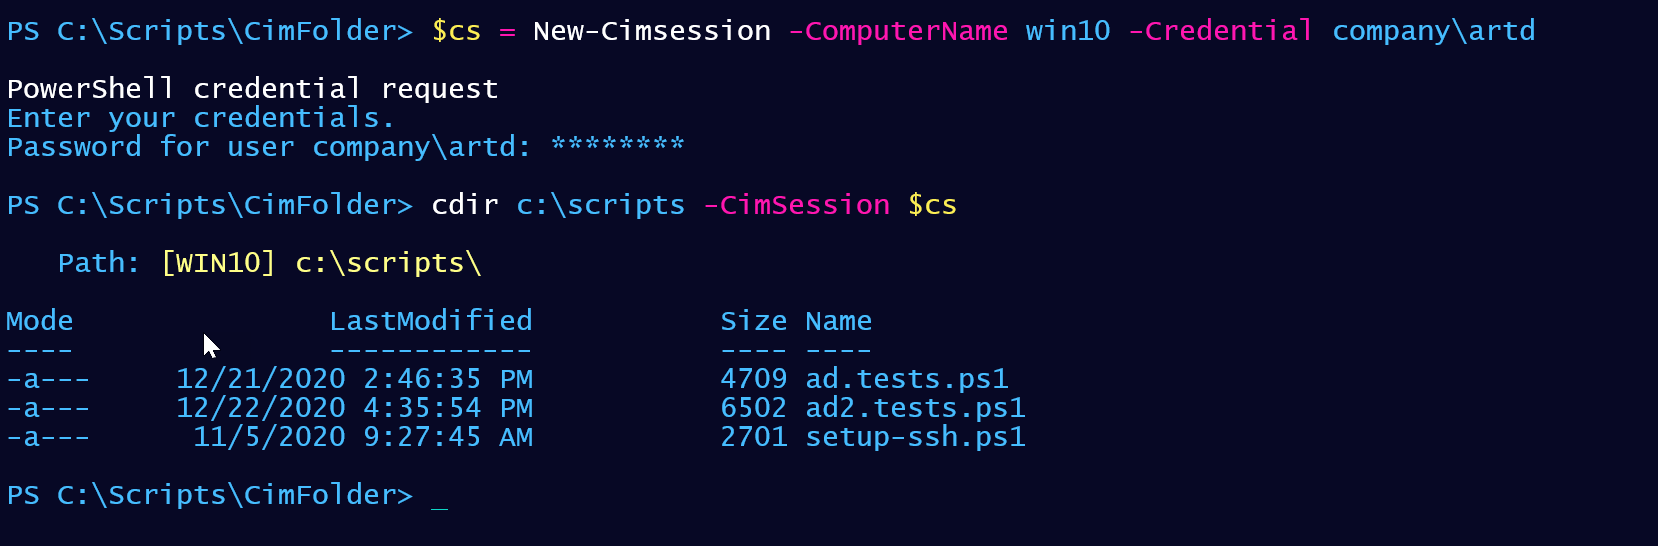 PS C:\Scripts\CimFolder> $cs = New-Cimsession -ComputerName win10 -Credential company\artd
PowerShell credential request
Enter your credentials.
Password for user company\artd: ********
PS C:\Scripts\CimFolder> cdir c:\scripts -CimSession $cs
Path: [WIN10] c:\scripts\
Mode LastModified Size Name
---- ------------ ---- ----
-a--- 12/21/2020 2:46:35 PM 4709 ad.tests.ps1
-a--- 12/22/2020 4:35:54 PM 6502 ad2.tests.ps1
-a--- 11/5/2020 9:27:45 AM 2701 setup-ssh.ps1
PS C:\Scripts\CimFolder> _